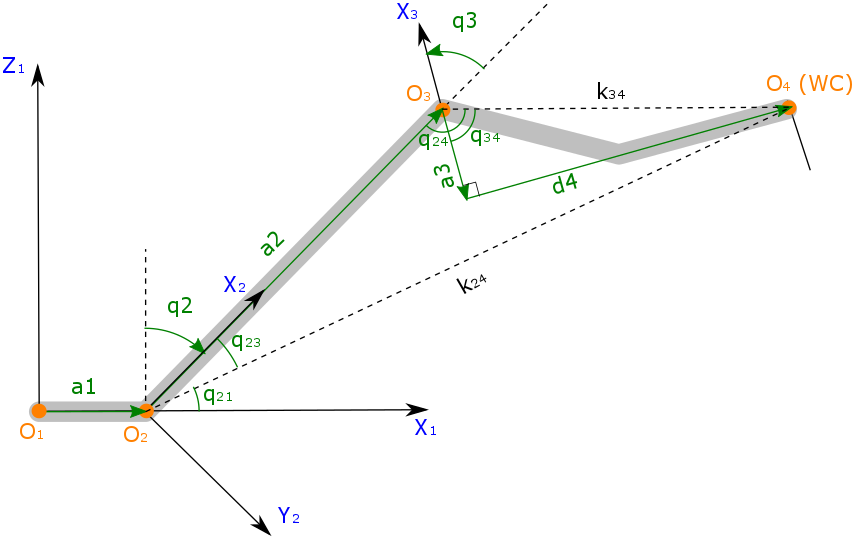 X₃
q3
Z₁
O₃
k₃₄
O₄ (WC)
q₂₄
q₃₄
a3
d4
a2
X₂
k₂₄
q2
q₂₃
a1
q₂₁
O₁
O₂
X₁
Y₂